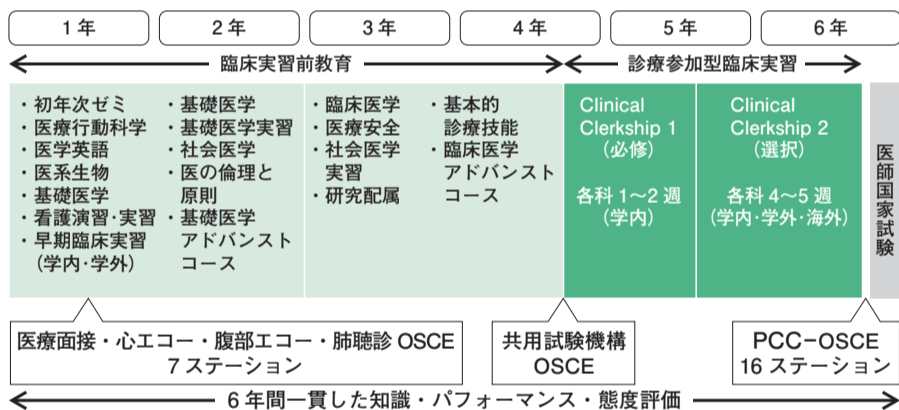 1年
2年
3年
4年
5年
6年
臨床実習前教育
診療参加型臨床実習
・初年次ゼミ
・医療行動科学
・医学英語
・医系生物
・基礎医学
・看護演習・実習
・早期臨床実習
(学内・学外)
・基礎医学
・基礎医学実習
・社会医学
・医の倫理と
原則
・基礎医学
アドバンスト
コース
・臨床医学
・医療安全
・社会医学
実習
・研究配属
・基本的
診療技能
・臨床医学
アドバンスト
コース
Clinical
Clerkship 1
(必修)
各科 1〜2 週
(学内)
Clinical
Clerkship 2
(選択)
各科 4〜5 週
(学内・学外・海外)
医師国家試験
医療面接・心エコー・腹部エコー・肺聴診 OSCE
7 ステーション
共用試験機構
OSCE
PCC−OSCE
16 ステーション
6 年間一貫した知識・パフォーマンス・態度評価